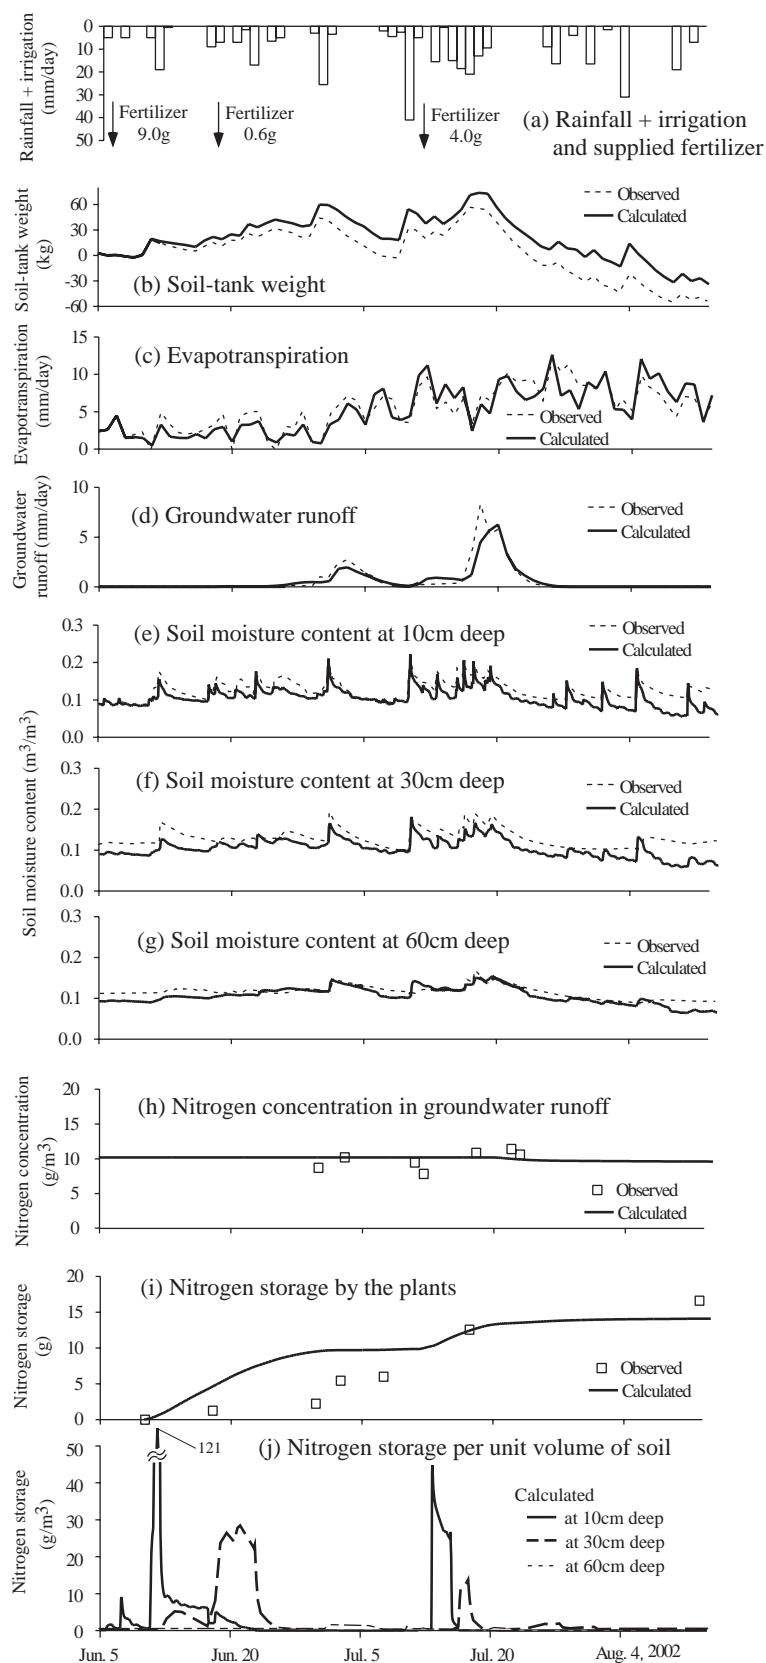 Rainfall + irrigation
(mm/day)
0
10
20
30
40
50
Fertilizer
9.0g
Fertilizer
0.6g
Fertilizer
4.0g
(a) Rainfall + irrigation
and supplied fertilizer
Soil-tank weight
(kg)
60
30
0
-30
-60
Observed
Calculated
(b) Soil-tank weight
Evapotranspiration
(mm/day)
15
10
5
0
(c) Evapotranspiration
Observed
Calculated
Groundwater
runoff (mm/day)
10
5
0
(d) Groundwater runoff
Observed
Calculated
Soil moisture content (m³/m³)
0.3
0.2
0.1
0.0
(e) Soil moisture content at 10cm deep
Observed
Calculated
0.3
0.2
0.1
0.0
(f) Soil moisture content at 30cm deep
Observed
Calculated
0.3
0.2
0.1
0.0
(g) Soil moisture content at 60cm deep
Observed
Calculated
Nitrogen concentration
(g/m³)
20
15
10
5
0
(h) Nitrogen concentration in groundwater runoff
Observed
Calculated
Nitrogen storage
(g)
20
15
10
5
0
(i) Nitrogen storage by the plants
Observed
Calculated
Nitrogen storage
(g/m³)
50
40
30
20
10
0
121
(j) Nitrogen storage per unit volume of soil
Calculated
at 10cm deep
at 30cm deep
at 60cm deep
Jun. 5
Jun. 20
Jul. 5
Jul. 20
Aug. 4, 2002